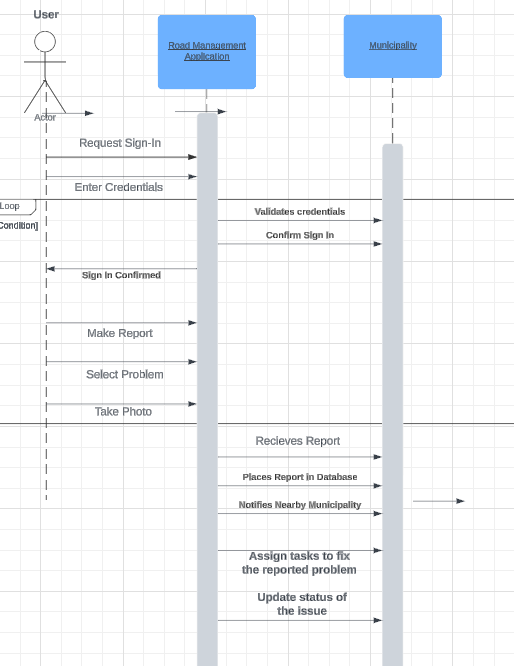 User
Road Management
Application
Municipality
Actor
Request Sign-In
Enter Credentials
Loop
Condition]
Validates credentials
Confirm Sign In
Sign In Confirmed
Make Report
Select Problem
Take Photo
Recieves Report
Places Report in Database
Notifies Nearby Municipality
Assign tasks to fix
the reported problem
Update status of
the issue